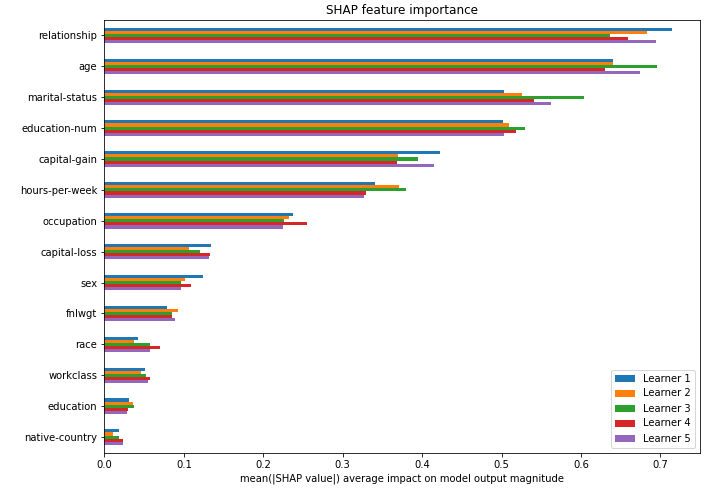 SHAP feature importance
relationship
age
marital-status
education-num
capital-gain
hours-per-week
occupation
capital-loss
sex
fnlwgt
race
workclass
education
native-country
Learner 1
Learner 2
Learner 3
Learner 4
Learner 5
0.0 0.1 0.2 0.3 0.4 0.5 0.6 0.7
mean(|SHAP value|) average impact on model output magnitude